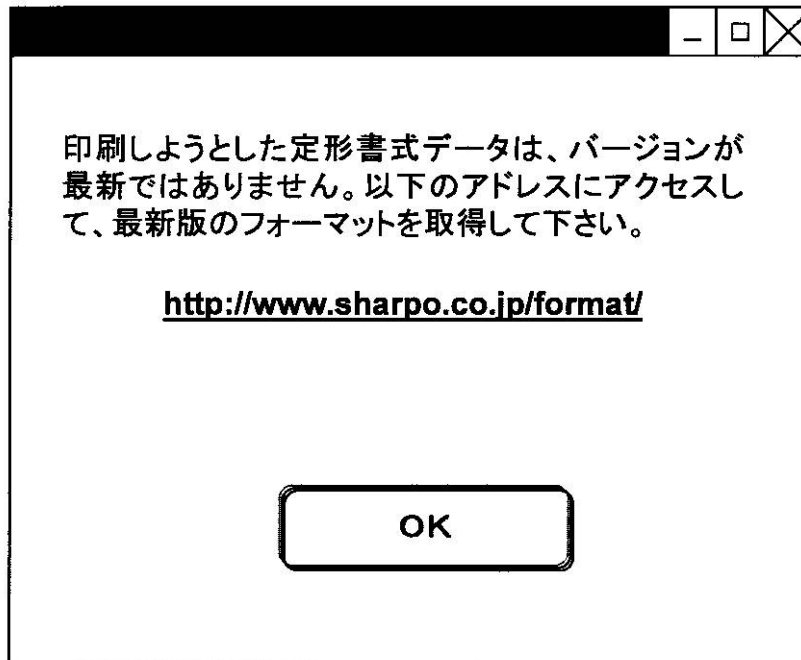 印刷しようとした定形書式データは、バージョンが
最新ではありません。以下のアドレスにアクセスし
て、最新版のフォーマットを取得して下さい。
http://www.sharpo.co.jp/format/
OK